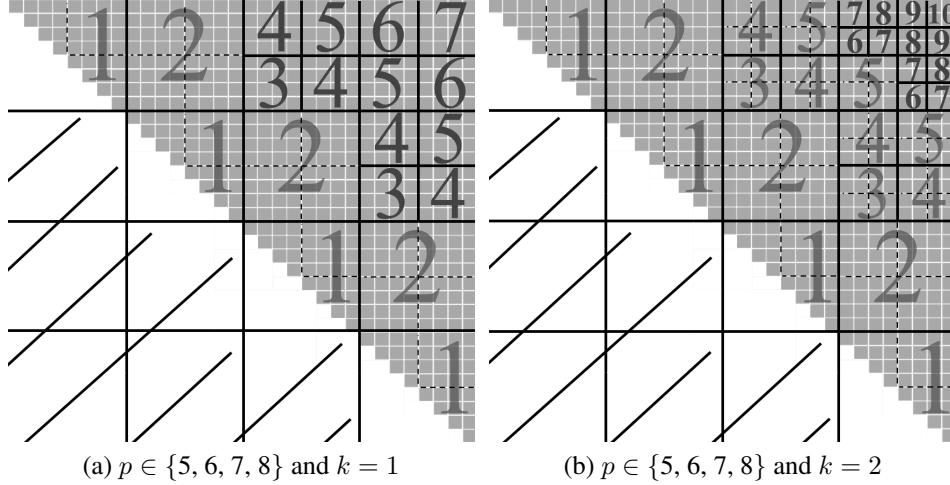 1 2 4 5 6 7
3 4 5 6
1 2 4 5
3 4
1 2
1
(a) p ∈ {5, 6, 7, 8} and k = 1
7 8 9 10
1 2 4 5 6 7 8 9
3 4 5 7 8
6 7
1 2 4 5
3 4
1 2
1
(b) p ∈ {5, 6, 7, 8} and k = 2